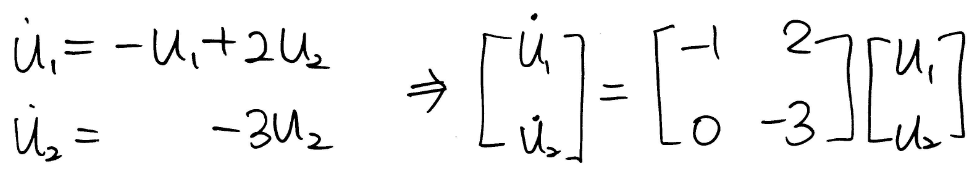 u̇₁ = -u₁ + 2u₂ ⇒ [u̇₁ u̇₂] = [-1 2 0 -3] [u₁ u₂]
u̇₂ = -3u₂